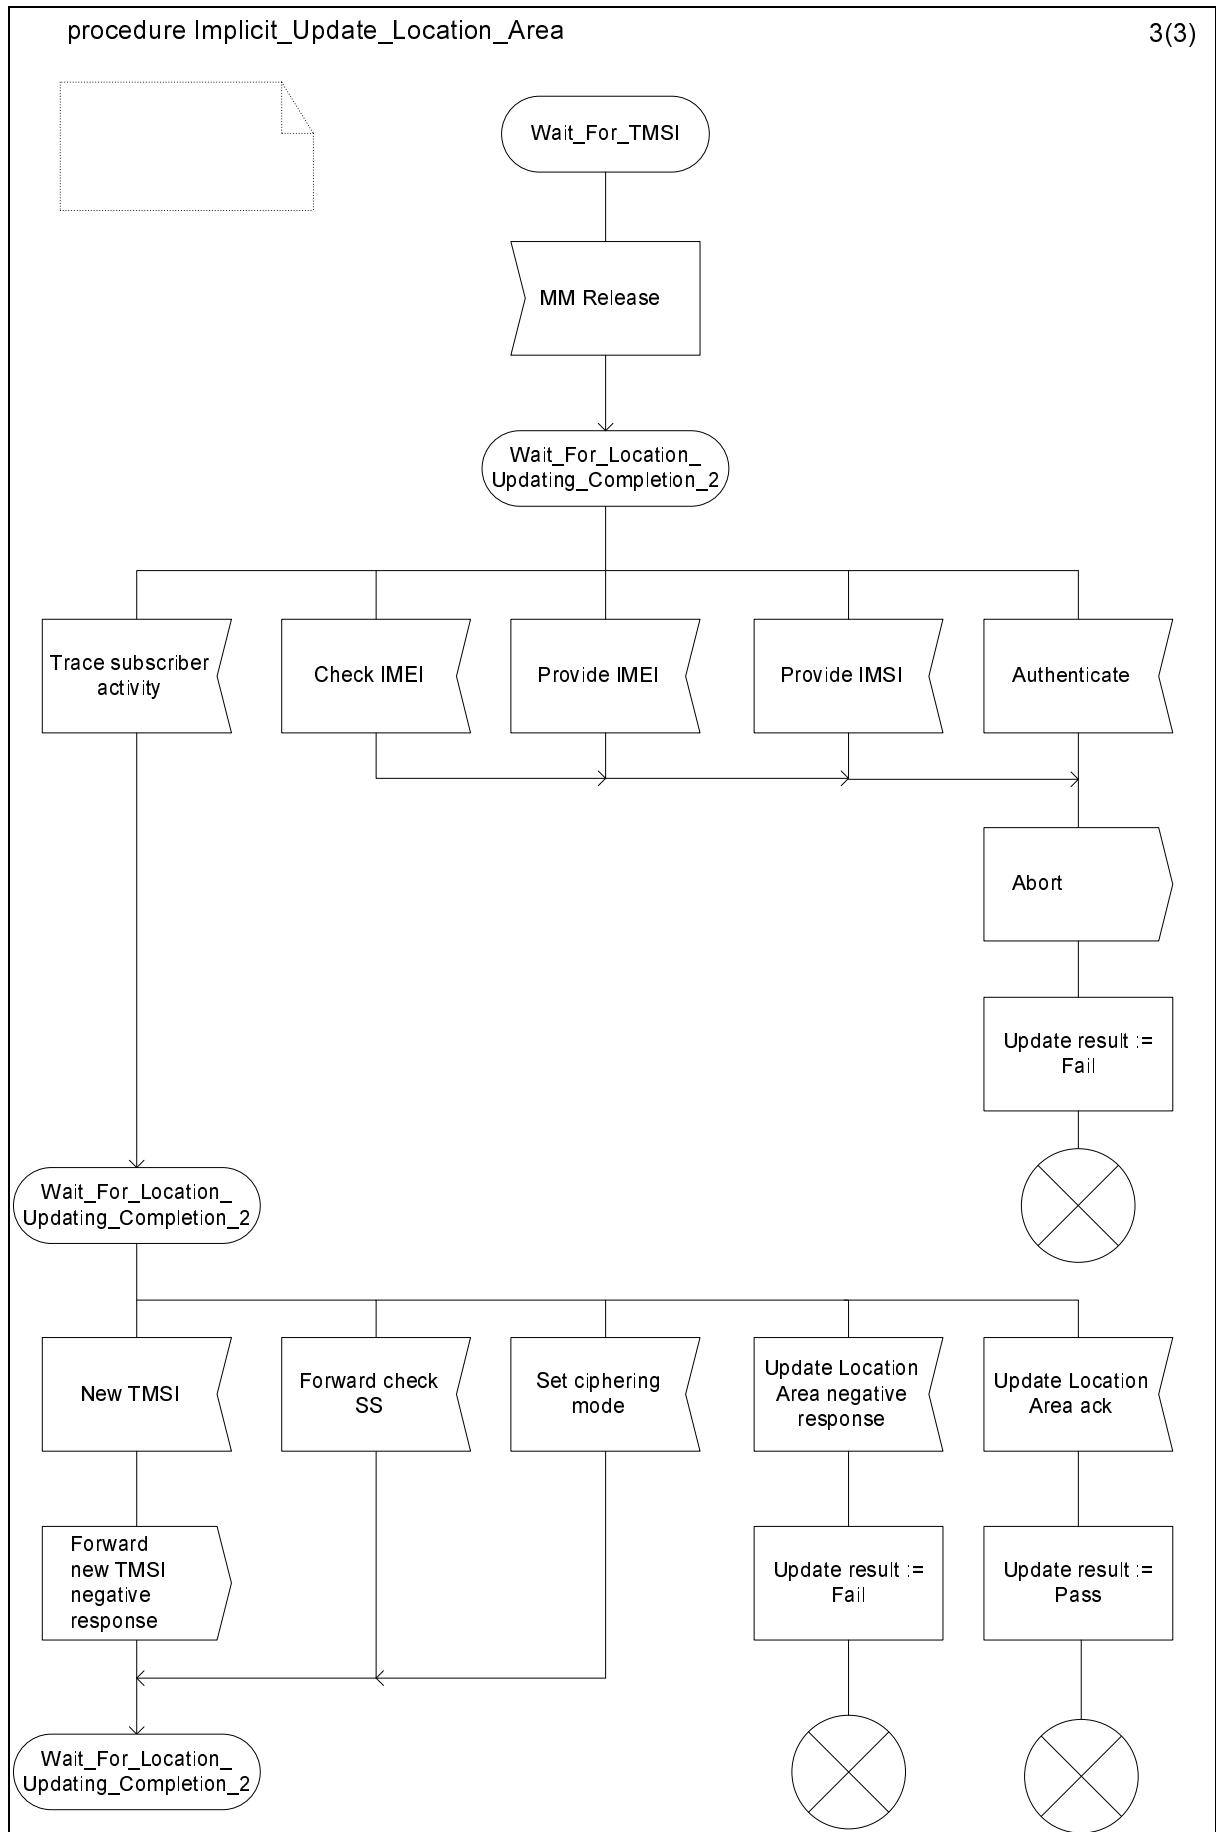 procedure Implicit_Update_Location_Area
3(3)
Wait_For_TMSI
MM Release
Wait_For_Location_
Updating_Completion_2
Trace subscriber
activity
Check IMEI
Provide IMEI
Provide IMSI
Authenticate
Abort
Update result :=
Fail
Wait_For_Location_
Updating_Completion_2
New TMSI
Forward check
SS
Set ciphering
mode
Update Location
Area negative
response
Update Location
Area ack
Forward
new TMSI
negative
response
Update result :=
Fail
Update result :=
Pass
Wait_For_Location_
Updating_Completion_2